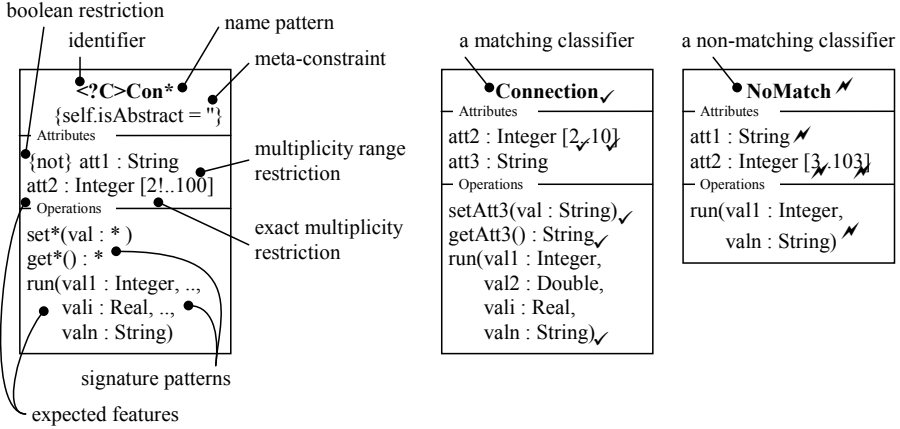 boolean restriction
identifier
name pattern
meta-constraint
<?C>Con*
{self.isAbstract = ''}
Attributes
{not} att1 : String
att2 : Integer [2!..100]
Operations
set*(val : * )
get*() : *
run(val1 : Integer, ..,
vali : Real, ..,
valn : String)
multiplicity range
restriction
exact multiplicity
restriction
signature patterns
expected features
a matching classifier
Connection
Attributes
att2 : Integer [2..10]
att3 : String
Operations
setAtt3(val : String)
getAtt3() : String
run(val1 : Integer,
val2 : Double,
vali : Real,
valn : String)
a non-matching classifier
NoMatch
Attributes
att1 : String
att2 : Integer [3..103]
Operations
run(val1 : Integer,
valn : String)